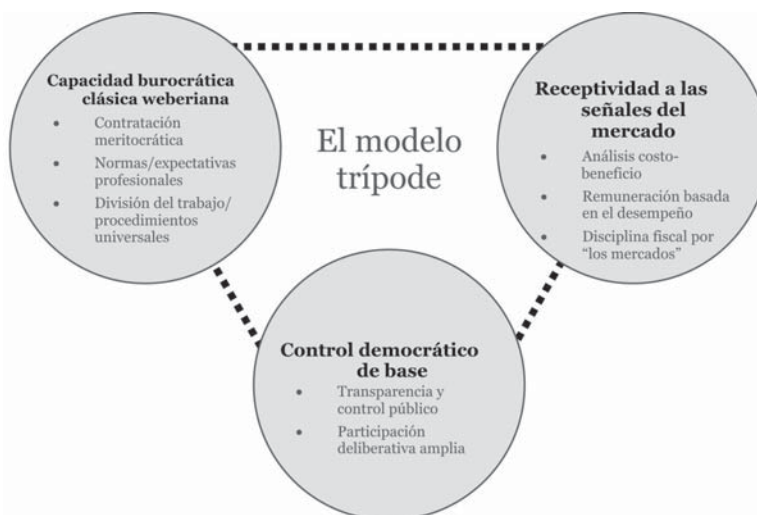 Capacidad burocrática
clásica weberiana
• Contratación
meritocrática
• Normas/expectativas
profesionales
• División del trabajo/
procedimientos
universales
El modelo
trípode
Receptividad a las
señales del
mercado
• Análisis costo-
beneficio
• Remuneración basada
en el desempeño
• Disciplina fiscal por
“los mercados”
Control democrático
de base
• Transparencia y
control público
• Participación
deliberativa amplia